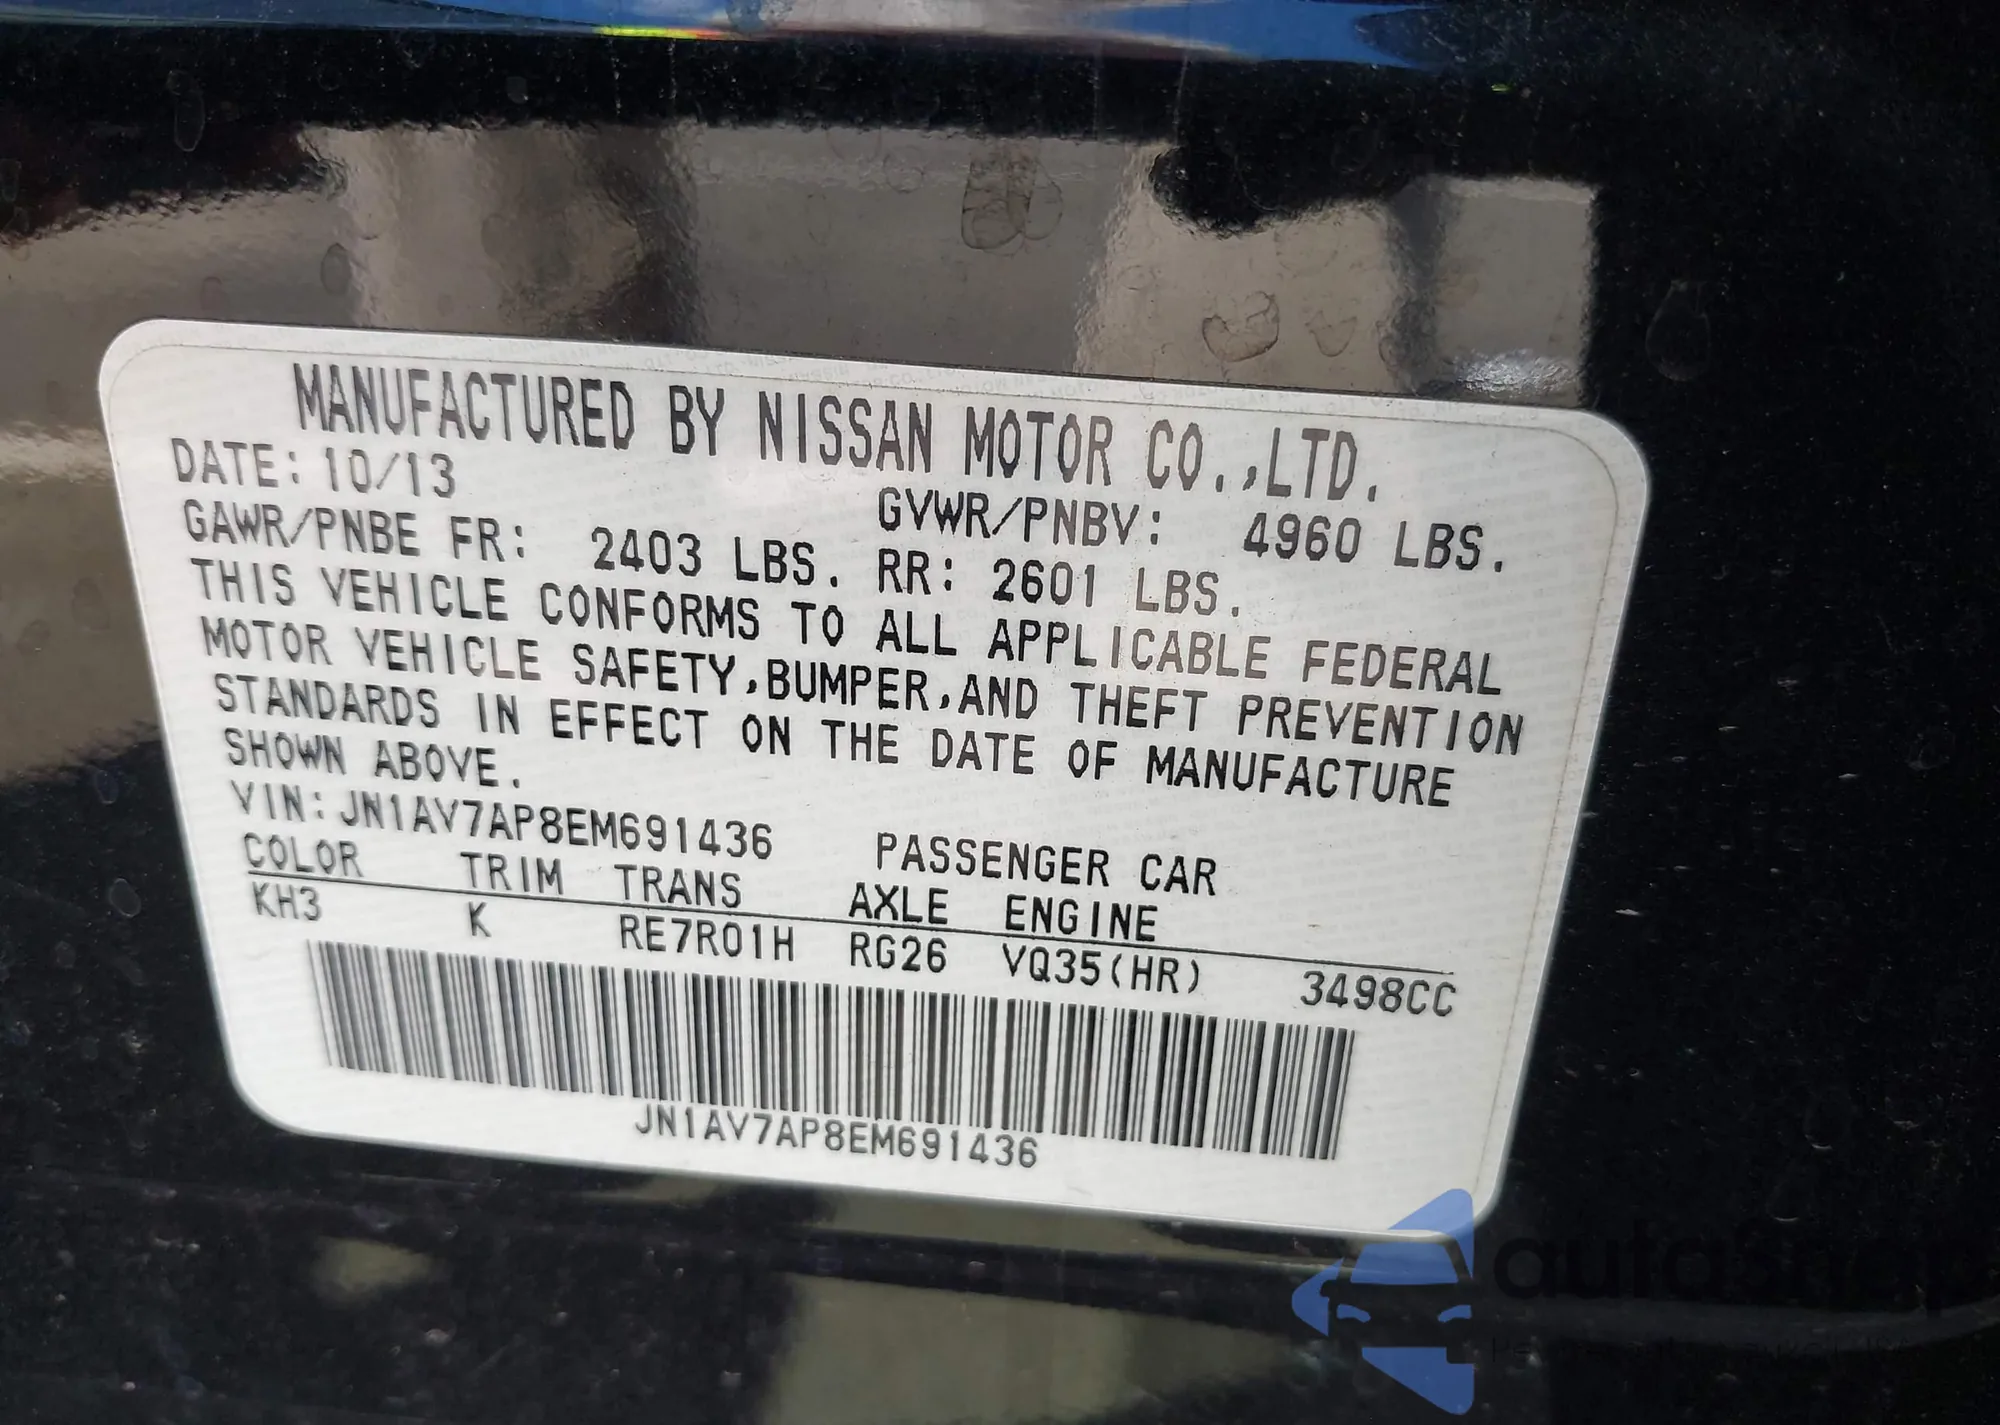 MANUFACTURED BY NISSAN MOTOR CO.,LTD.
DATE: 10/13 GVWR/PNBV: 4960 LBS.
GAWR/PNBE FR: 2403 LBS. RR: 2601 LBS.
THIS VEHICLE CONFORMS TO ALL APPLICABLE FEDERAL
MOTOR VEHICLE SAFETY,BUMPER,AND THEFT PREVENTION
STANDARDS IN EFFECT ON THE DATE OF MANUFACTURE
SHOWN ABOVE.
VIN: JN1AV7AP8EM691436 PASSENGER CAR
COLOR TRIM TRANS AXLE ENGINE
KH3 K RE7R01H RG26 VQ35(HR) 3498CC
JN1AV7AP8EM691436
autoshop